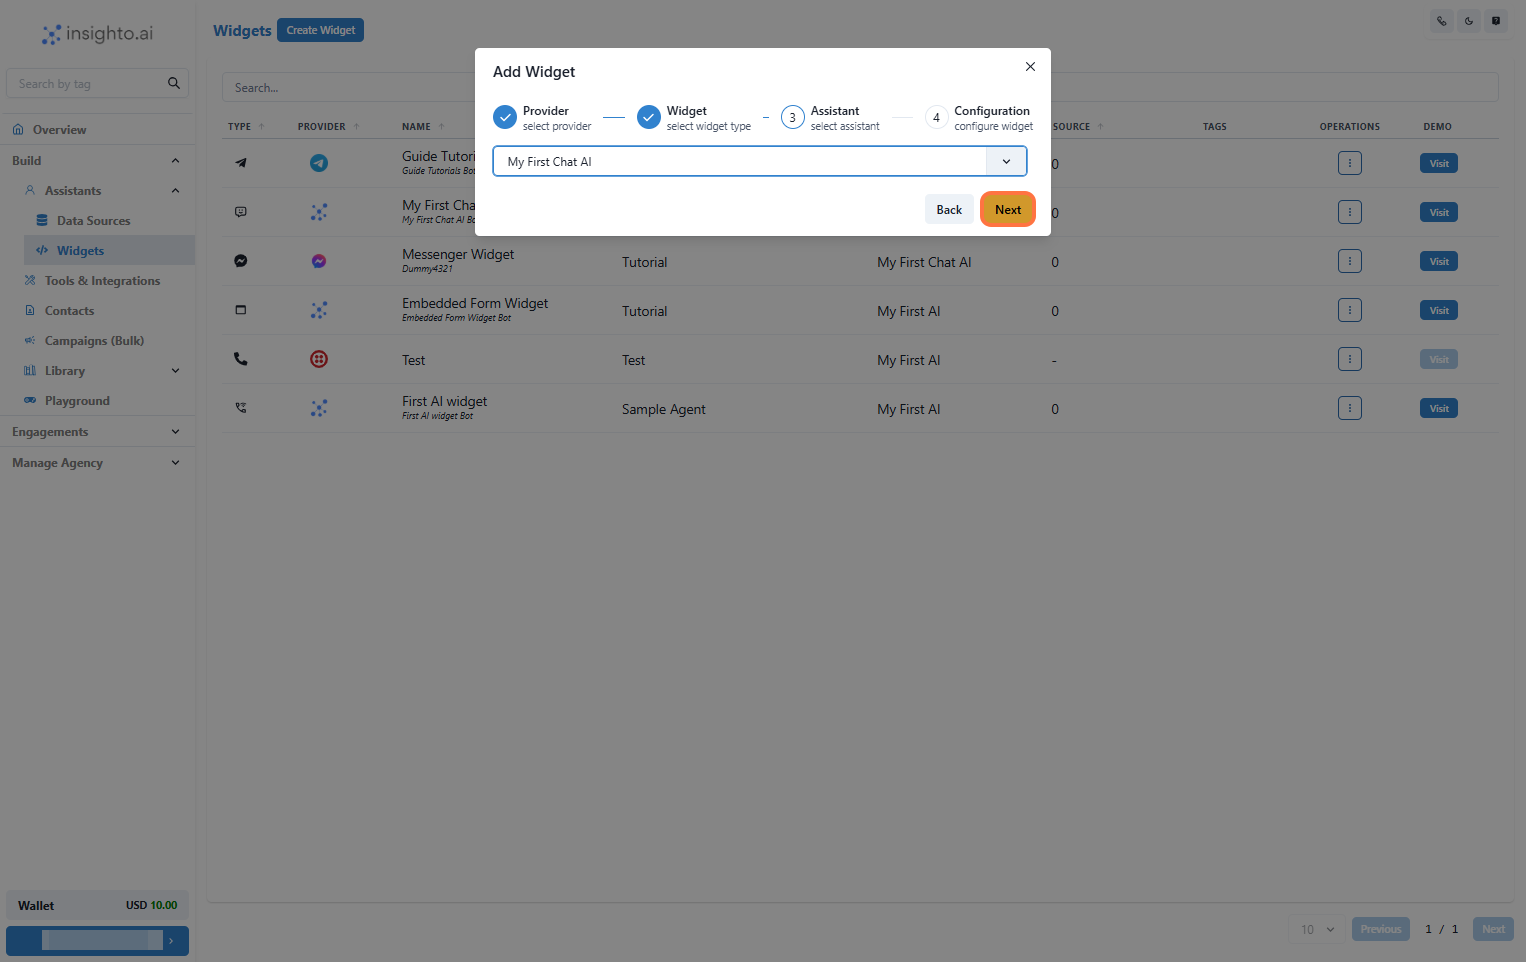 insighto.ai
Search by tag
Overview
Build
Assistants
Data Sources
Widgets
Tools & Integrations
Contacts
Campaigns (Bulk)
Library
Playground
Engagements
Manage Agency
Wallet USD 10.00
Widgets Create Widget
Search...
Add Widget
Provider
select provider
Widget
select widget type
3 Assistant
select assistant
4 Configuration
configure widget
My First Chat AI
Back Next
TYPE PROVIDER NAME SOURCE TAGS OPERATIONS DEMO
Guide Tutori 0 Visit
Guide Tutorials Bot
My First Cha 0 Visit
My First Chat AI Bo
Messenger Widget Tutorial My First Chat AI 0 Visit
Dummy4321
Embedded Form Widget Tutorial My First AI 0 Visit
Embedded Form Widget Bot
Test Test My First AI - Visit
First AI widget Sample Agent My First AI 0 Visit
First AI widget Bot
10 Previous 1 / 1 Next